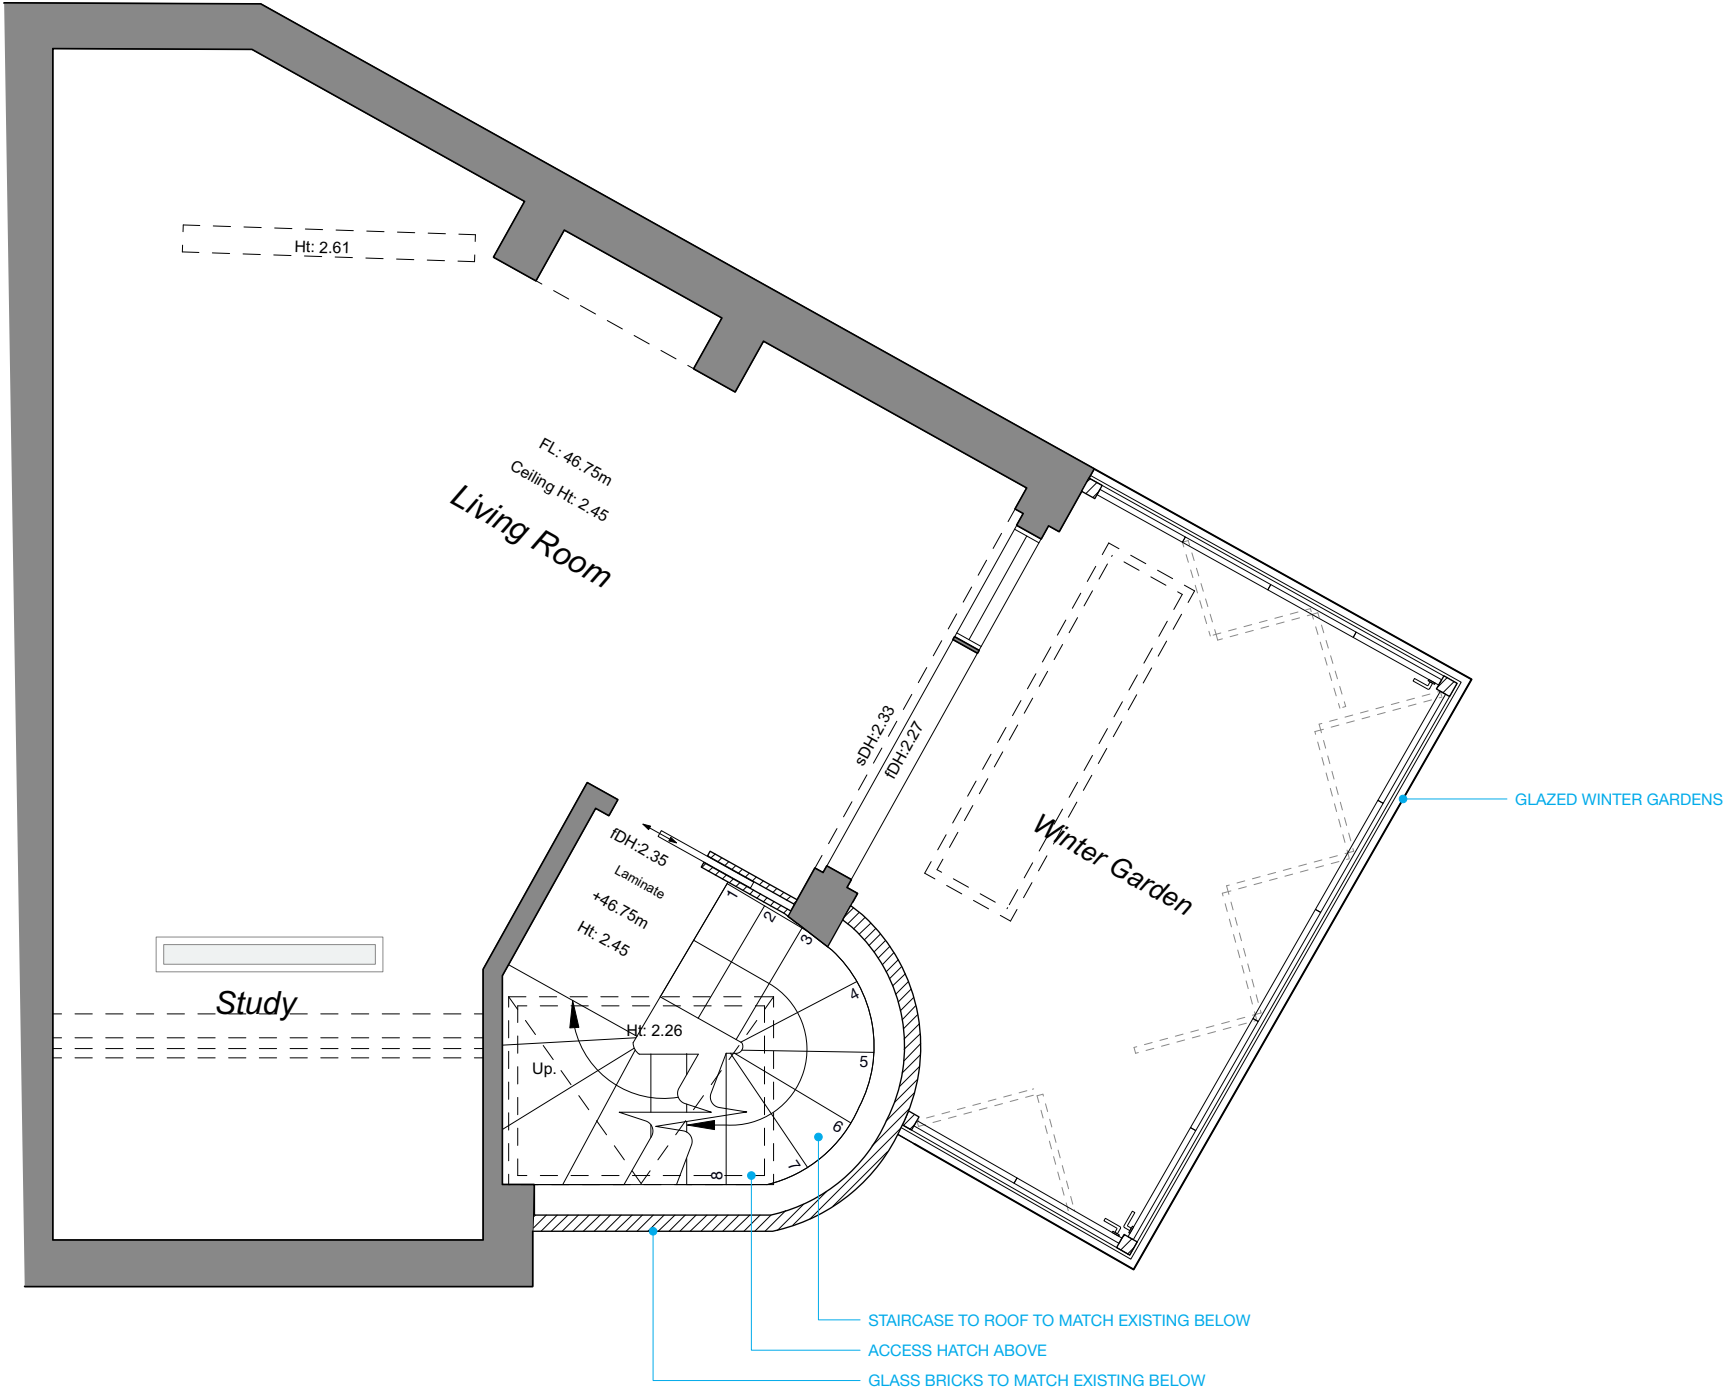 Ht: 2.61
FL: 46.75m
Ceiling Ht: 2.45
Living Room
sDH:2.33
fDH:2.27
GLAZED WINTER GARDENS
Winter Garden
fDH:2.35
Laminate
+46.75m
Ht: 2.45
1
2
3
4
5
6
7
8
Study
Ht: 2.26
Up.
STAIRCASE TO ROOF TO MATCH EXISTING BELOW
ACCESS HATCH ABOVE
GLASS BRICKS TO MATCH EXISTING BELOW